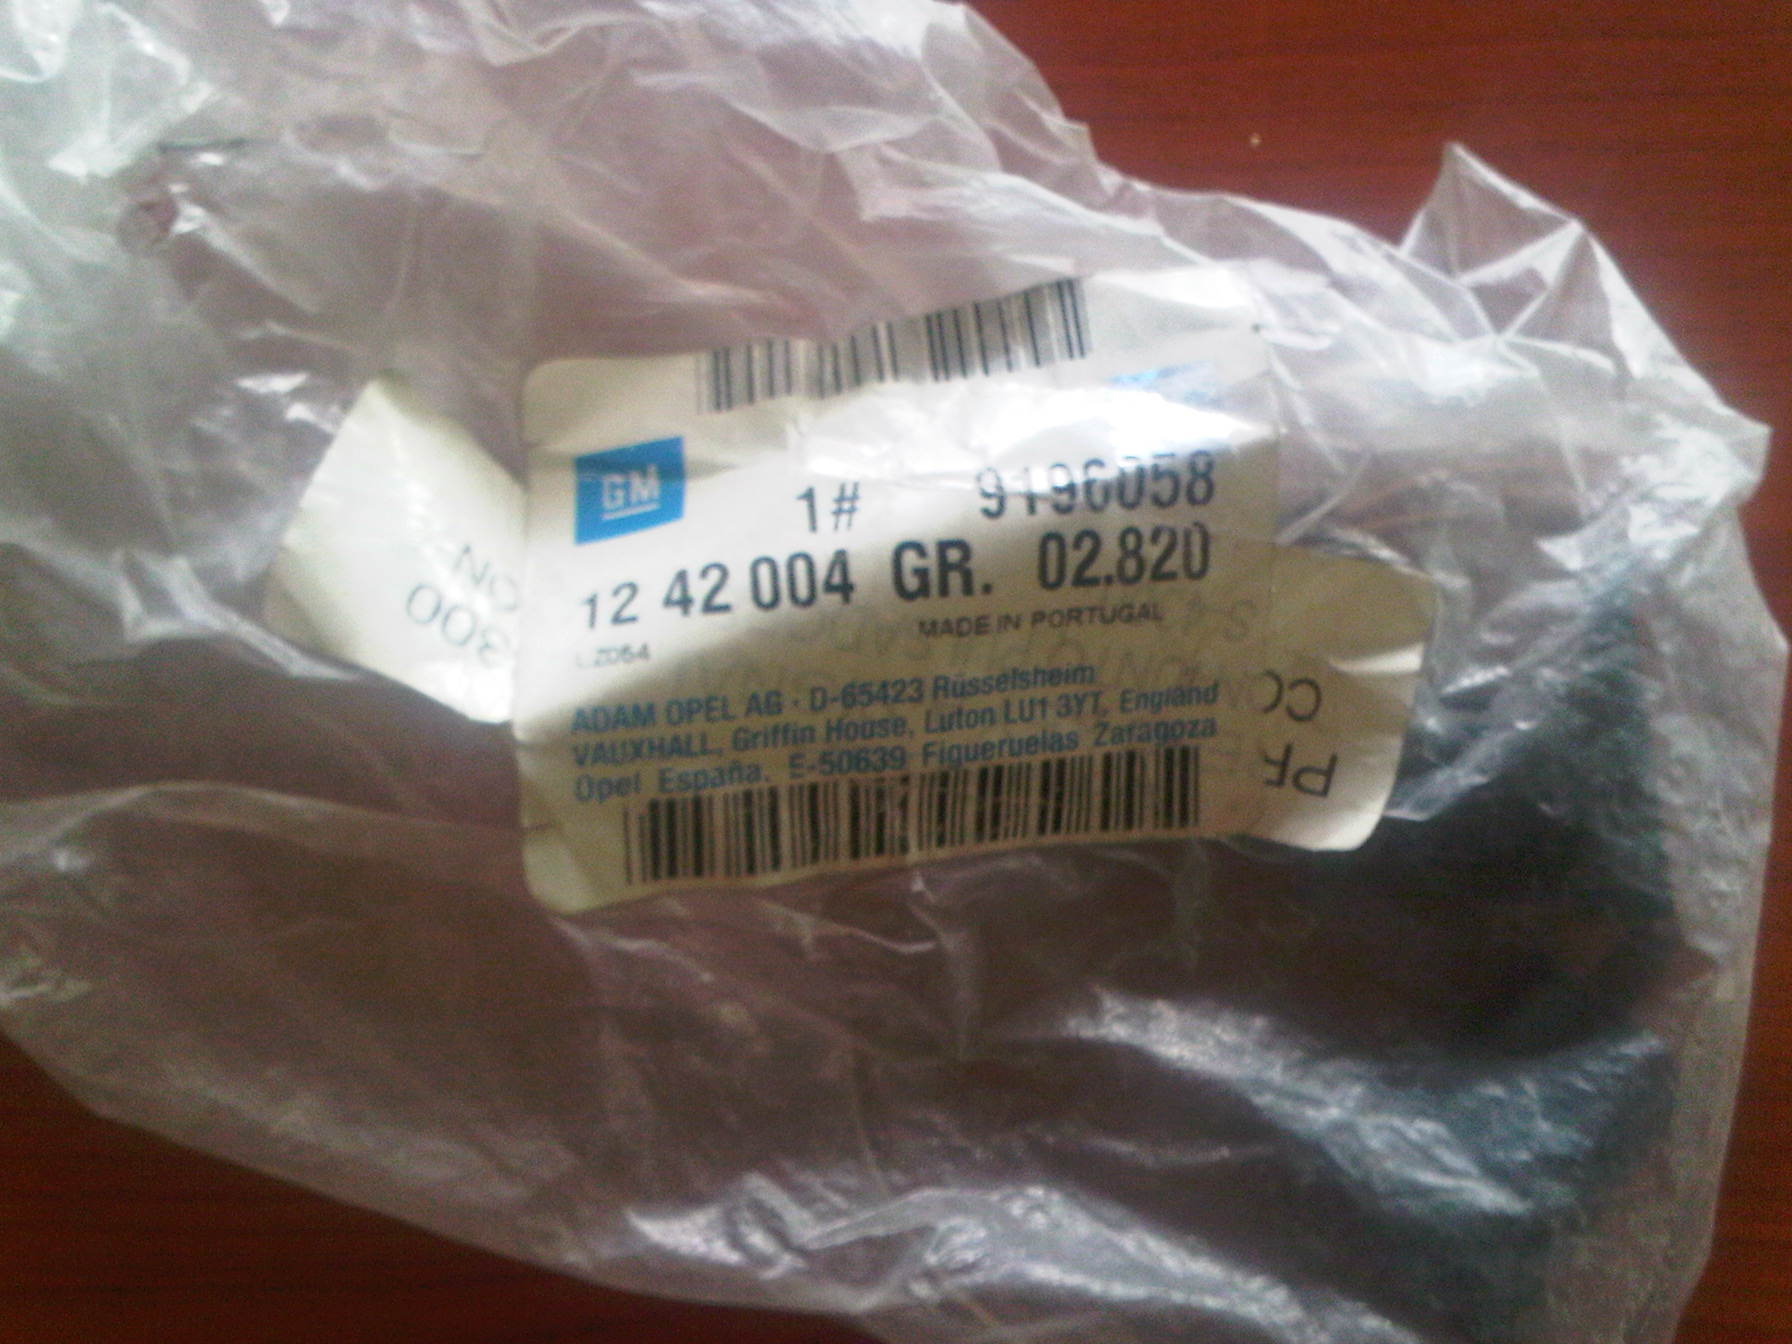 GM
1# 9196058
12 42 004 GR. 02.820
MADE IN PORTUGAL
ADAM OPEL AG · D-65423 Rüsselsheim
VAUXHALL, Griffin House, Luton LU1 3YT, England
Opel España. E-50639 Figueruelas Zaragoza